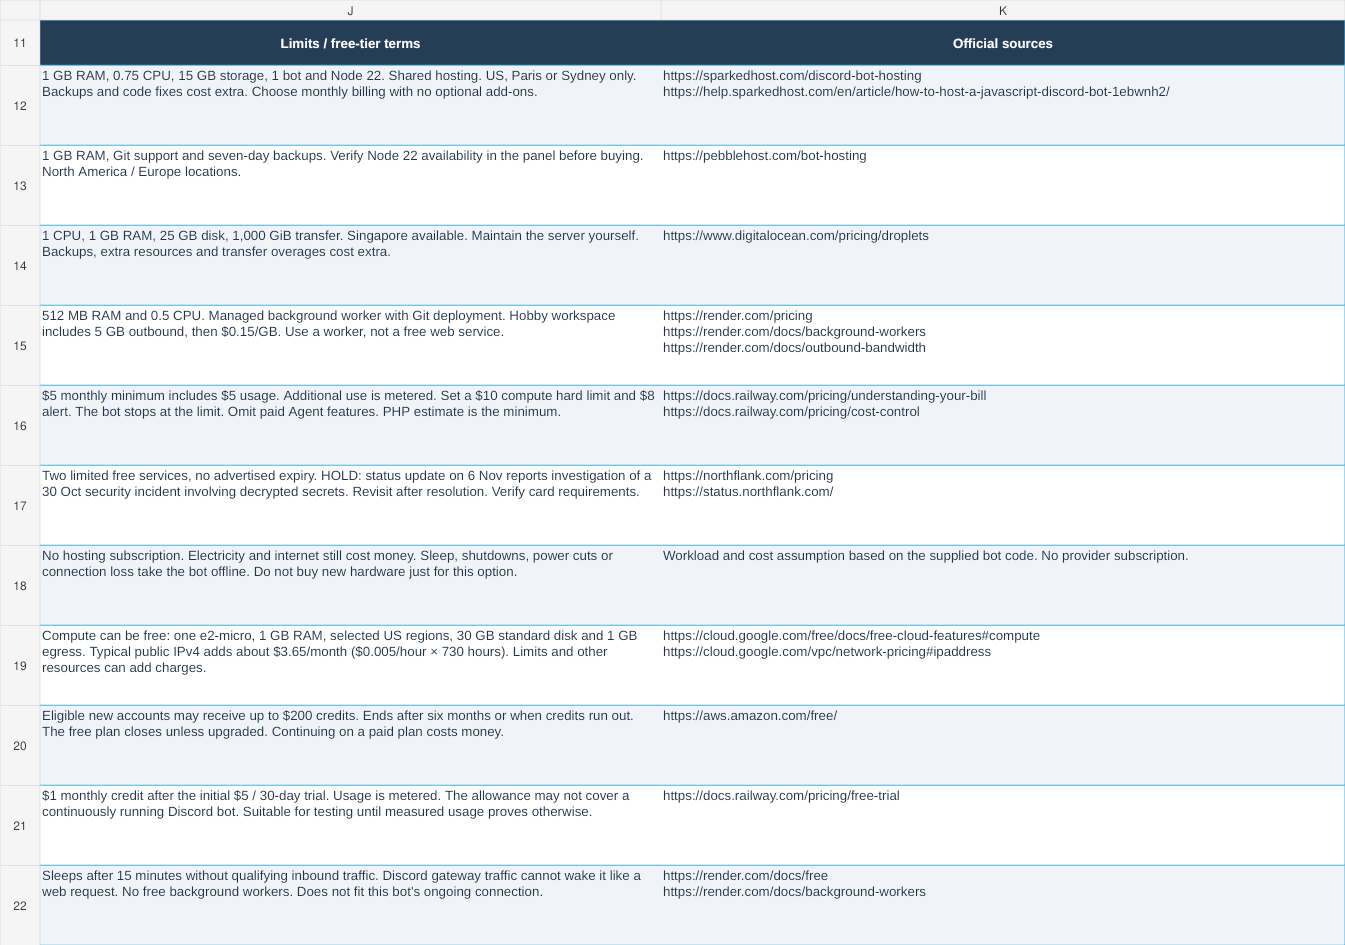 J K
11 Limits / free-tier terms Official sources
12
1 GB RAM, 0.75 CPU, 15 GB storage, 1 bot and Node 22. Shared hosting. US, Paris or Sydney only.
Backups and code fixes cost extra. Choose monthly billing with no optional add-ons.
https://sparkedhost.com/discord-bot-hosting
https://help.sparkedhost.com/en/article/how-to-host-a-javascript-discord-bot-1ebwnh2/
13
1 GB RAM, Git support and seven-day backups. Verify Node 22 availability in the panel before buying.
North America / Europe locations.
https://pebblehost.com/bot-hosting
14
1 CPU, 1 GB RAM, 25 GB disk, 1,000 GiB transfer. Singapore available. Maintain the server yourself.
Backups, extra resources and transfer overages cost extra.
https://www.digitalocean.com/pricing/droplets
15
512 MB RAM and 0.5 CPU. Managed background worker with Git deployment. Hobby workspace
includes 5 GB outbound, then $0.15/GB. Use a worker, not a free web service.
https://render.com/pricing
https://render.com/docs/background-workers
https://render.com/docs/outbound-bandwidth
16
$5 monthly minimum includes $5 usage. Additional use is metered. Set a $10 compute hard limit and $8
alert. The bot stops at the limit. Omit paid Agent features. PHP estimate is the minimum.
https://docs.railway.com/pricing/understanding-your-bill
https://docs.railway.com/pricing/cost-control
17
Two limited free services, no advertised expiry. HOLD: status update on 6 Nov reports investigation of a
30 Oct security incident involving decrypted secrets. Revisit after resolution. Verify card requirements.
https://northflank.com/pricing
https://status.northflank.com/
18
No hosting subscription. Electricity and internet still cost money. Sleep, shutdowns, power cuts or
connection loss take the bot offline. Do not buy new hardware just for this option.
Workload and cost assumption based on the supplied bot code. No provider subscription.
19
Compute can be free: one e2-micro, 1 GB RAM, selected US regions, 30 GB standard disk and 1 GB
egress. Typical public IPv4 adds about $3.65/month ($0.005/hour × 730 hours). Limits and other
resources can add charges.
https://cloud.google.com/free/docs/free-cloud-features#compute
https://cloud.google.com/vpc/network-pricing#ipaddress
20
Eligible new accounts may receive up to $200 credits. Ends after six months or when credits run out.
The free plan closes unless upgraded. Continuing on a paid plan costs money.
https://aws.amazon.com/free/
21
$1 monthly credit after the initial $5 / 30-day trial. Usage is metered. The allowance may not cover a
continuously running Discord bot. Suitable for testing until measured usage proves otherwise.
https://docs.railway.com/pricing/free-trial
22
Sleeps after 15 minutes without qualifying inbound traffic. Discord gateway traffic cannot wake it like a
web request. No free background workers. Does not fit this bot's ongoing connection.
https://render.com/docs/free
https://render.com/docs/background-workers